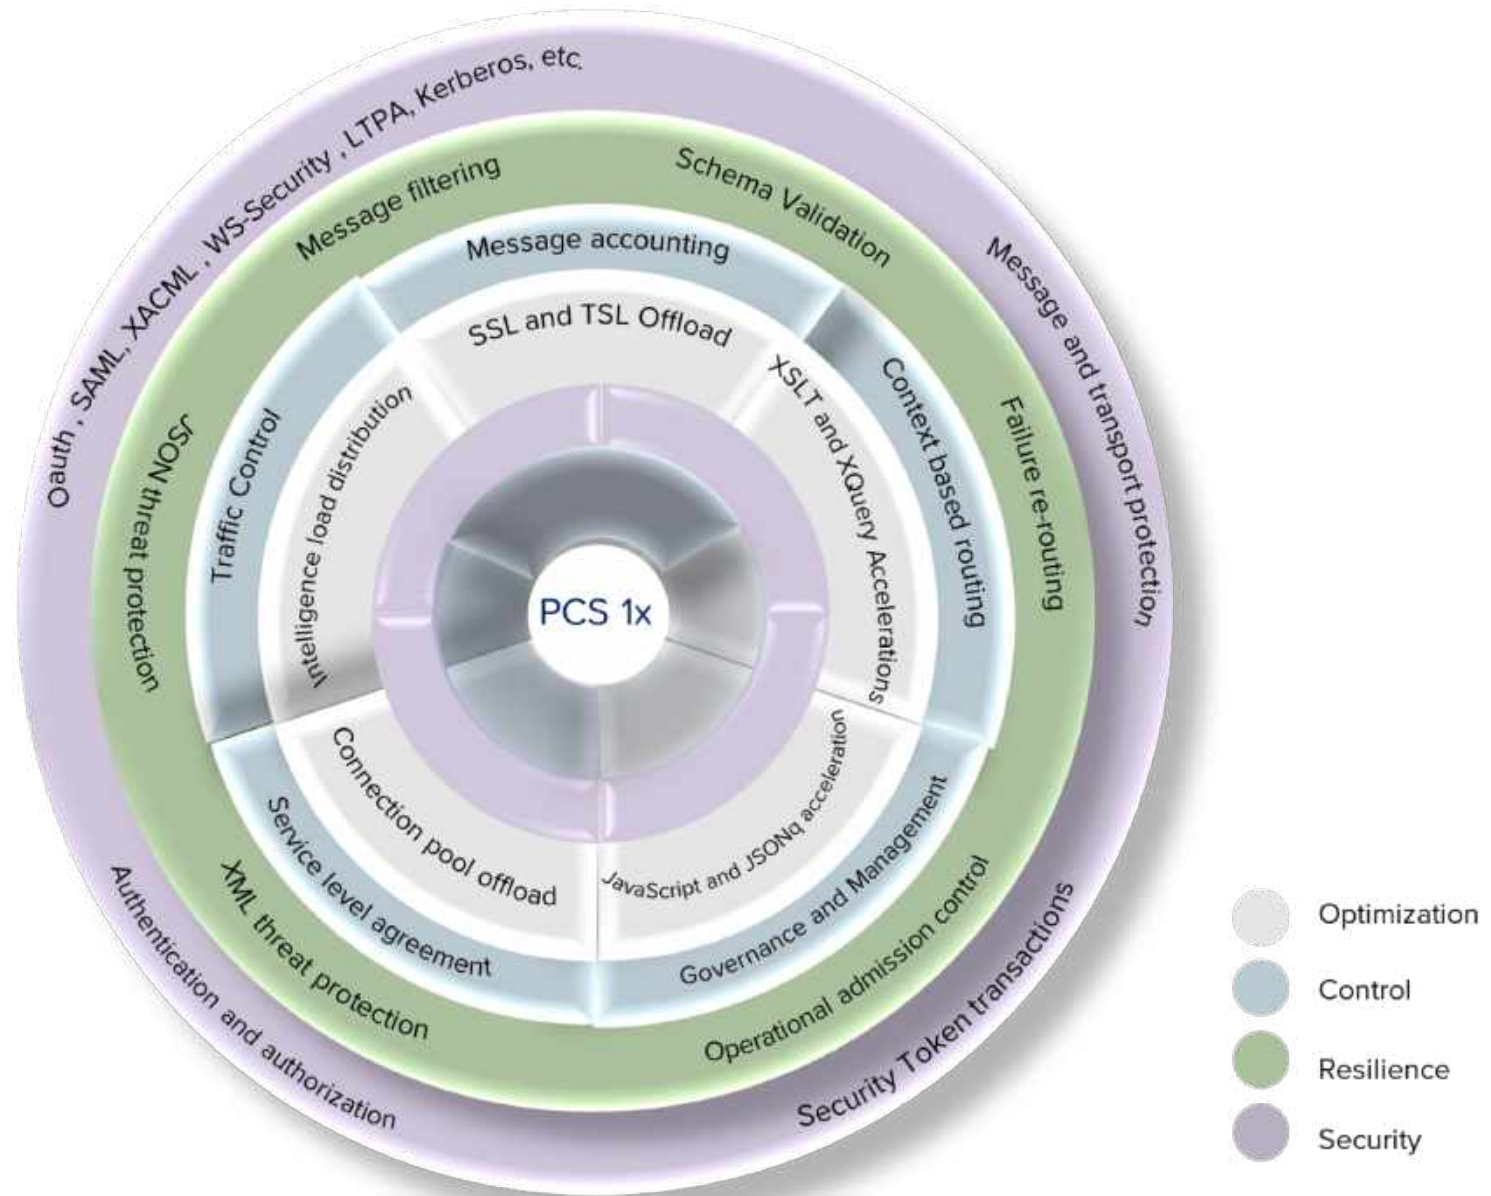 Oauth , SAML, XACML , WS-Security , LTPA, Kerberos, etc.
Message and transport protection
Security Token transactions
Authentication and authorization
Message filtering
Schema Validation
Failure re-routing
Operational admission control
XML threat protection
JSON threat protection
Message accounting
Context based routing
Governance and Management
Service level agreement
Traffic Control
SSL and TSL Offload
XSLT and XQuery Accelerations
JavaScript and JSONq acceleration
Connection pool offload
Intelligence load distribution
PCS 1x
Optimization
Control
Resilience
Security